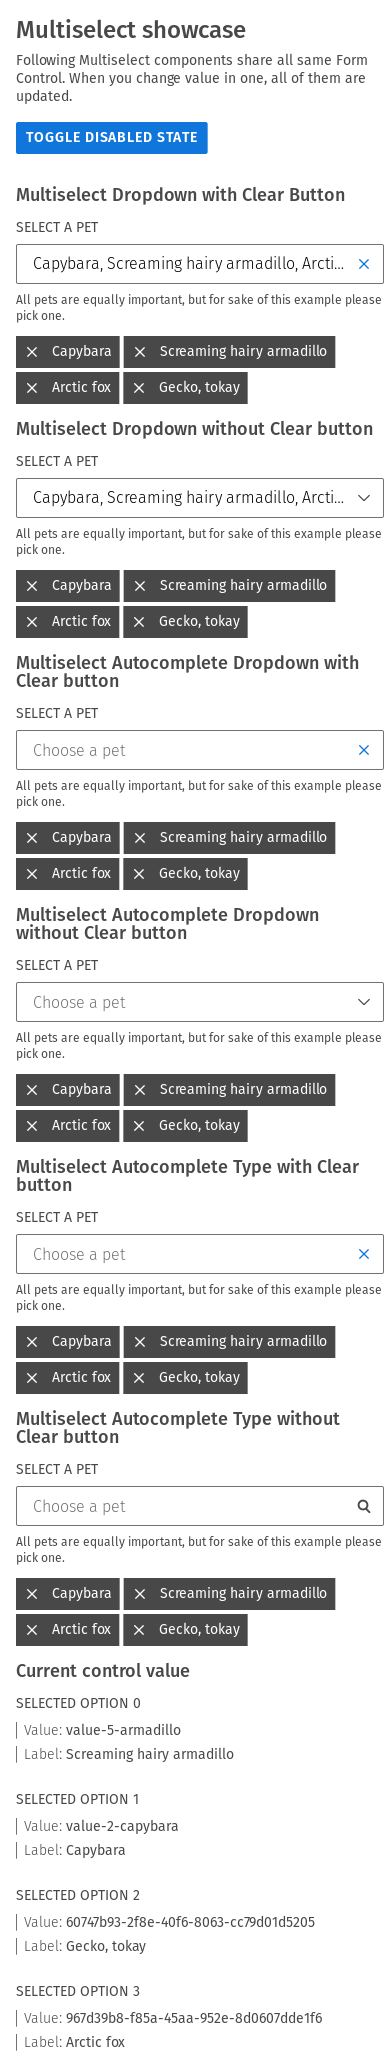 Multiselect showcase
Following Multiselect components share all same Form
Control. When you change value in one, all of them are
updated.
TOGGLE DISABLED STATE
Multiselect Dropdown with Clear Button
SELECT A PET
Capybara, Screaming hairy armadillo, Arcti...
All pets are equally important, but for sake of this example please
pick one.
Capybara Screaming hairy armadillo
Arctic fox Gecko, tokay
Multiselect Dropdown without Clear button
SELECT A PET
Capybara, Screaming hairy armadillo, Arcti...
All pets are equally important, but for sake of this example please
pick one.
Capybara Screaming hairy armadillo
Arctic fox Gecko, tokay
Multiselect Autocomplete Dropdown with
Clear button
SELECT A PET
Choose a pet
All pets are equally important, but for sake of this example please
pick one.
Capybara Screaming hairy armadillo
Arctic fox Gecko, tokay
Multiselect Autocomplete Dropdown
without Clear button
SELECT A PET
Choose a pet
All pets are equally important, but for sake of this example please
pick one.
Capybara Screaming hairy armadillo
Arctic fox Gecko, tokay
Multiselect Autocomplete Type with Clear
button
SELECT A PET
Choose a pet
All pets are equally important, but for sake of this example please
pick one.
Capybara Screaming hairy armadillo
Arctic fox Gecko, tokay
Multiselect Autocomplete Type without
Clear button
SELECT A PET
Choose a pet
All pets are equally important, but for sake of this example please
pick one.
Capybara Screaming hairy armadillo
Arctic fox Gecko, tokay
Current control value
SELECTED OPTION 0
Value: value-5-armadillo
Label: Screaming hairy armadillo
SELECTED OPTION 1
Value: value-2-capybara
Label: Capybara
SELECTED OPTION 2
Value: 60747b93-2f8e-40f6-8063-cc79d01d5205
Label: Gecko, tokay
SELECTED OPTION 3
Value: 967d39b8-f85a-45aa-952e-8d0607dde1f6
Label: Arctic fox